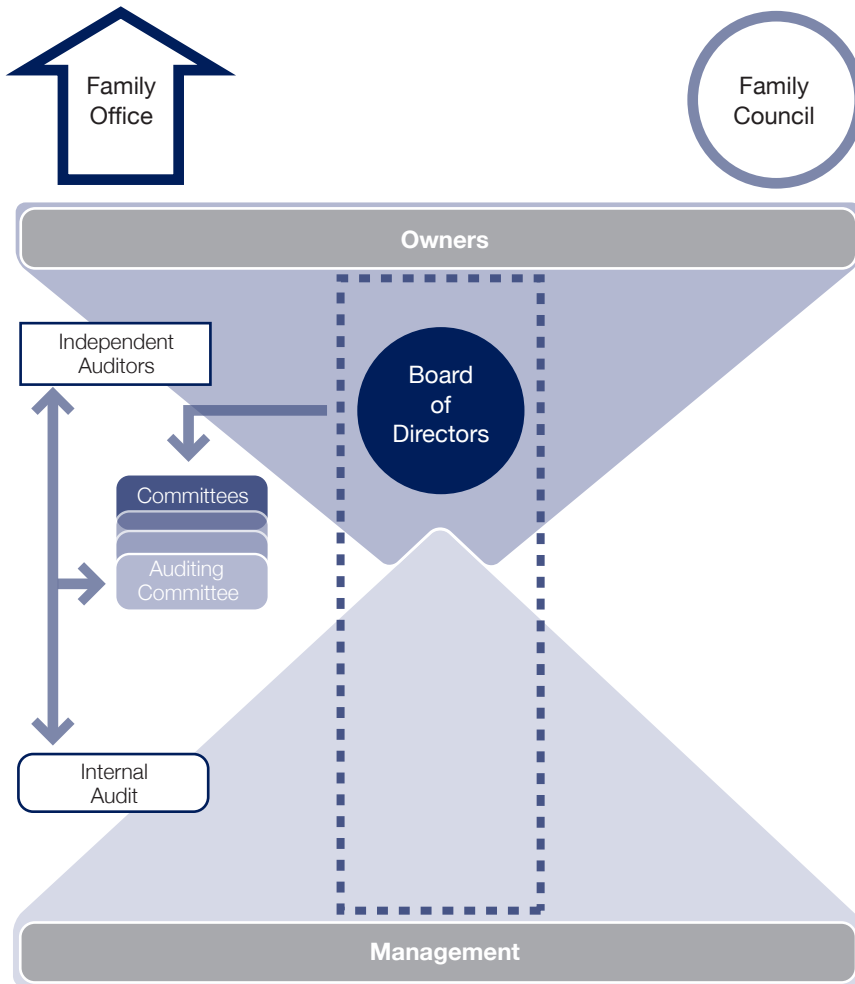 Family
Office
Family
Council
Owners
Independent
Auditors
Board
of
Directors
Committees
Auditing
Committee
Internal
Audit
Management